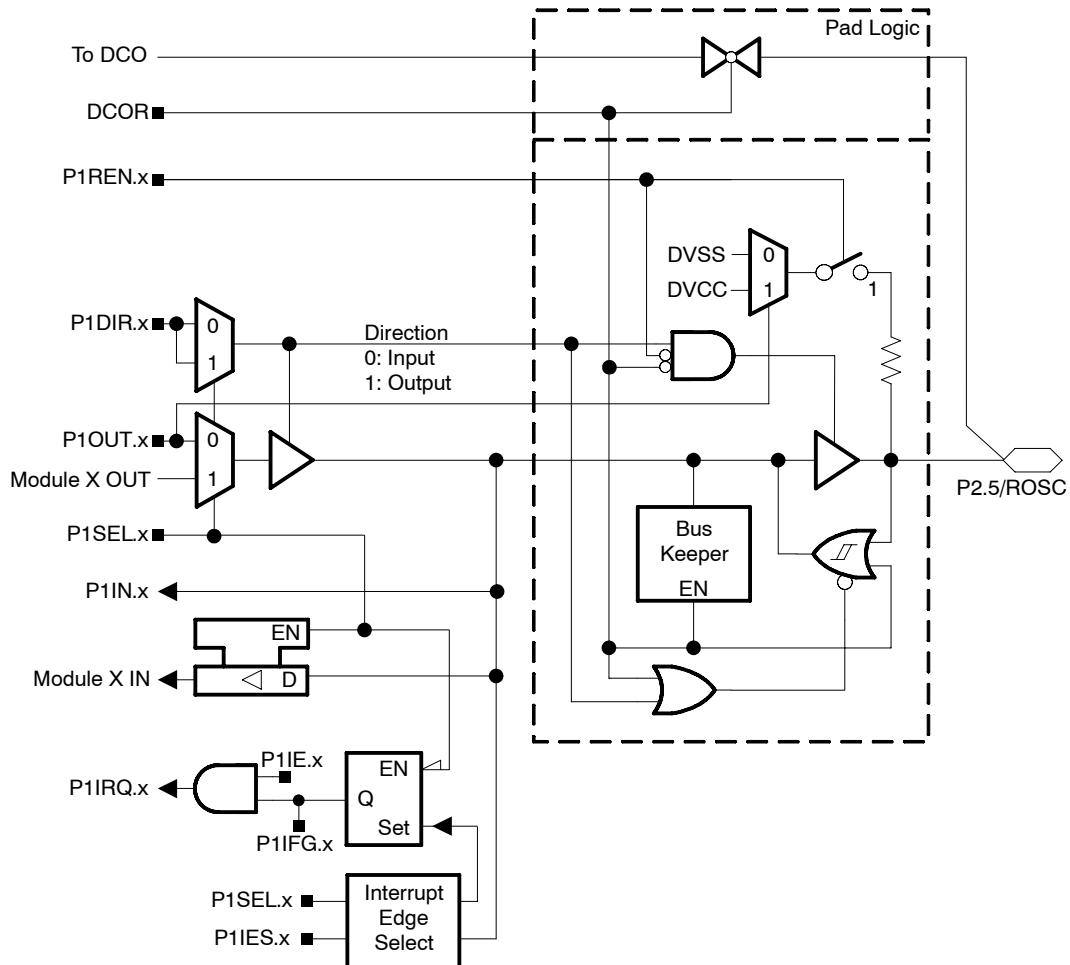 Pad Logic
To DCO
DCOR
P1REN.x
DVSS
0
DVCC
1
1
P1DIR.x
0
1
Direction
0: Input
1: Output
P1OUT.x
0
Module X OUT
1
P2.5/ROSC
P1SEL.x
Bus
Keeper
EN
P1IN.x
EN
Module X IN
D
P1IE.x
EN
P1IRQ.x
Q
Set
P1IFG.x
P1SEL.x
P1IES.x
Interrupt
Edge
Select